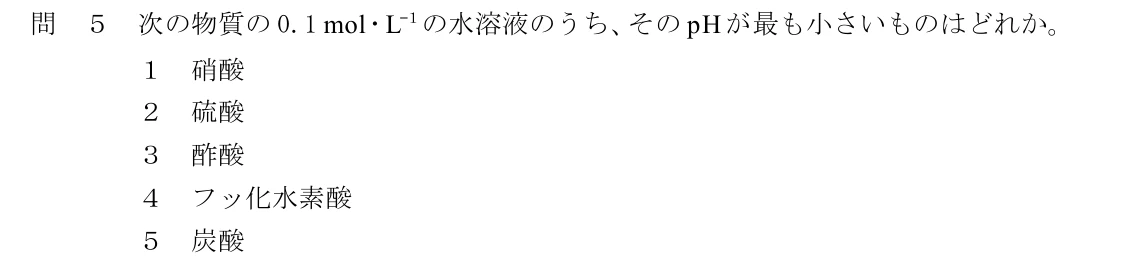 問　５　次の物質の0.1mol・L⁻¹の水溶液のうち、そのpHが最も小さいものはどれか。
１　硝酸
２　硫酸
３　酢酸
４　フッ化水素酸
５　炭酸